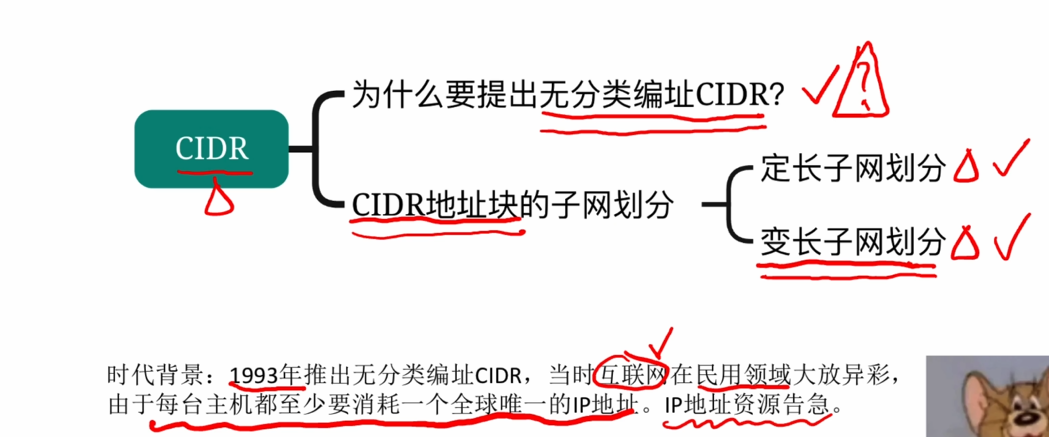 为什么要提出无分类编址CIDR?
CIDR
CIDR地址块的子网划分
定长子网划分
变长子网划分
时代背景：1993年推出无分类编址CIDR，当时互联网在民用领域大放异彩，
由于每台主机都至少要消耗一个全球唯一的IP地址。IP地址资源告急。